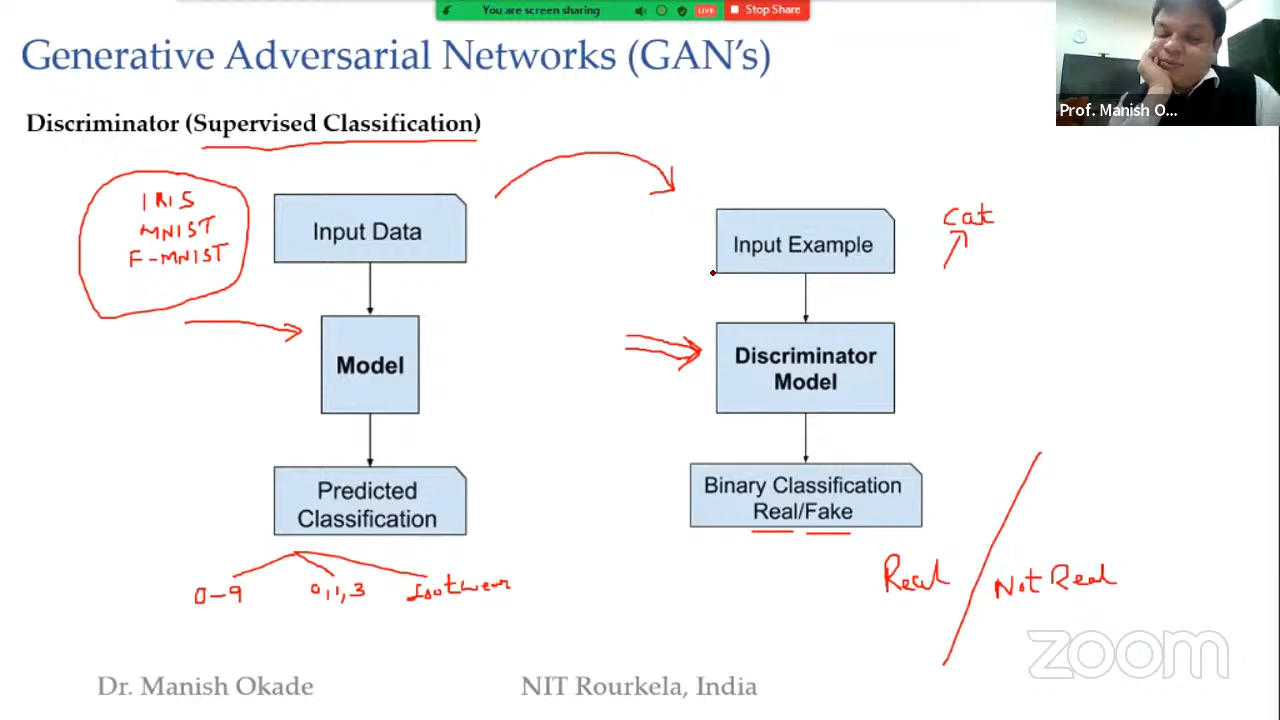 You are screen sharing
LIVE
Stop Share
Generative Adversarial Networks (GAN's)
Prof. Manish O...
Discriminator (Supervised Classification)
IRIS
MNIST
F-MNIST
Input Data
Model
Predicted
Classification
0-9
0,1,3
footwear
Input Example
cat
Discriminator
Model
Binary Classification
Real/Fake
Real
Not Real
zoom
Dr. Manish Okade
NIT Rourkela, India